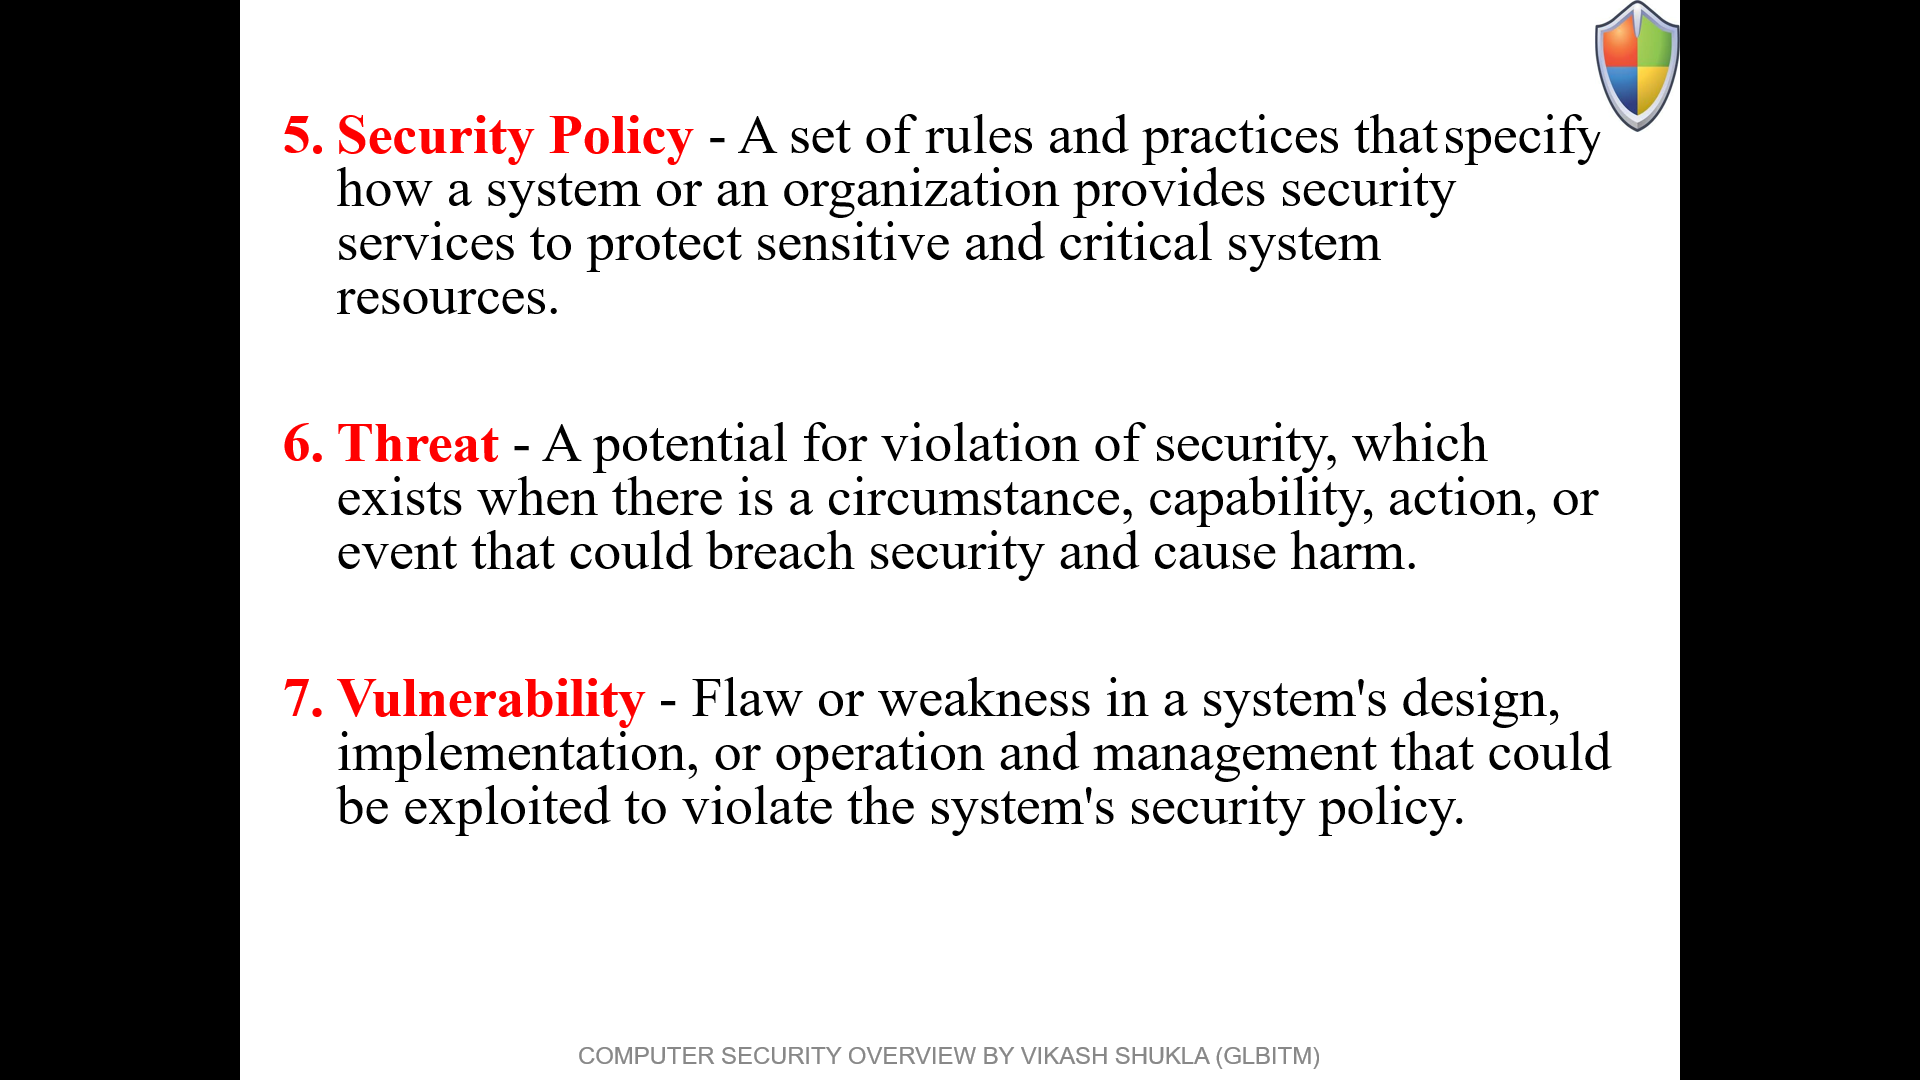 5. Security Policy - A set of rules and practices that specify
how a system or an organization provides security
services to protect sensitive and critical system
resources.
6. Threat - A potential for violation of security, which
exists when there is a circumstance, capability, action, or
event that could breach security and cause harm.
7. Vulnerability - Flaw or weakness in a system's design,
implementation, or operation and management that could
be exploited to violate the system's security policy.
COMPUTER SECURITY OVERVIEW BY VIKASH SHUKLA (GLBITM)